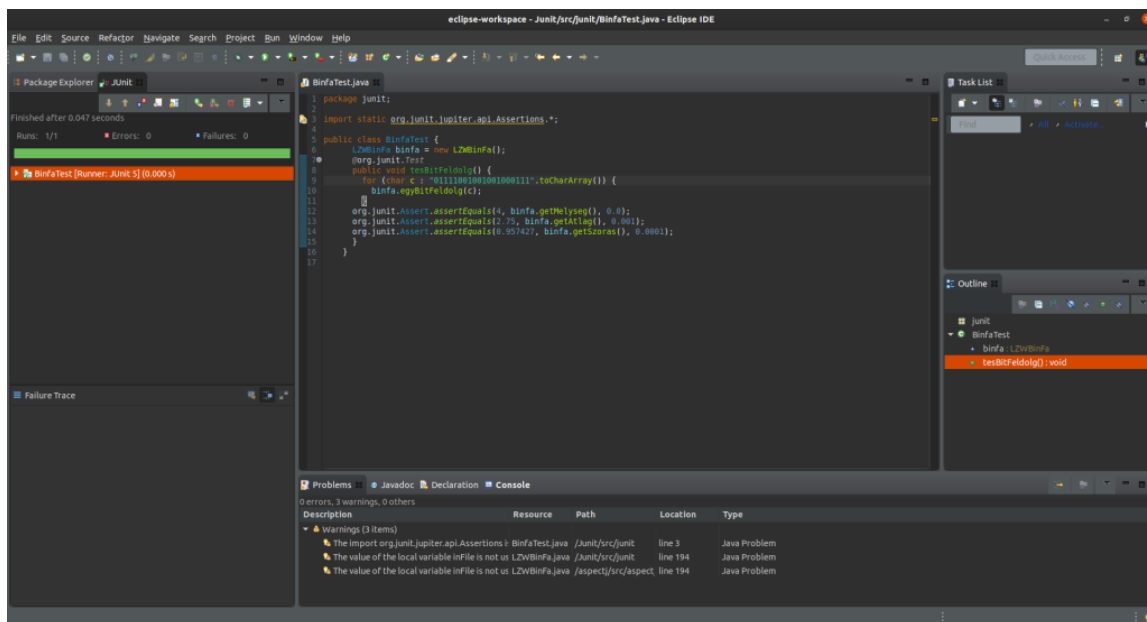 eclipse-workspace - Junit/src/junit/BinfaTest.java - Eclipse IDE
File Edit Source Refactor Navigate Search Project Run Window Help
Quick Access
Package Explorer JUnit
Finished after 0.047 seconds
Runs: 1/1 Errors: 0 Failures: 0
BinfaTest [Runner: JUnit 5] (0.000 s)
Failure Trace
BinfaTest.java
1 package junit;
2
3 import static org.junit.jupiter.api.Assertions.*;
4
5 public class BinfaTest {
6 LZWBinFa binfa = new LZWBinFa();
7 @org.junit.Test
8 public void tesBitFeldolg() {
9 for (char c : "01111001001001000111".toCharArray()) {
10 binfa.egyBitFeldolg(c);
11 }
12 org.junit.Assert.assertEquals(4, binfa.getMelyseg(), 0.0);
13 org.junit.Assert.assertEquals(2.75, binfa.getAtlag(), 0.001);
14 org.junit.Assert.assertEquals(0.957427, binfa.getSzoras(), 0.0001);
15 }
16 }
17
Task List
Find All Activate...
Outline
junit
BinfaTest
binfa : LZWBinFa
tesBitFeldolg() : void
Problems Javadoc Declaration Console
0 errors, 3 warnings, 0 others
Description Resource Path Location Type
Warnings (3 items)
The import org.junit.jupiter.api.Assertions is BinfaTest.java /Junit/src/junit line 3 Java Problem
The value of the local variable inFile is not us LZWBinFa.java /Junit/src/junit line 194 Java Problem
The value of the local variable inFile is not us LZWBinFa.java /aspectj/src/aspect line 194 Java Problem